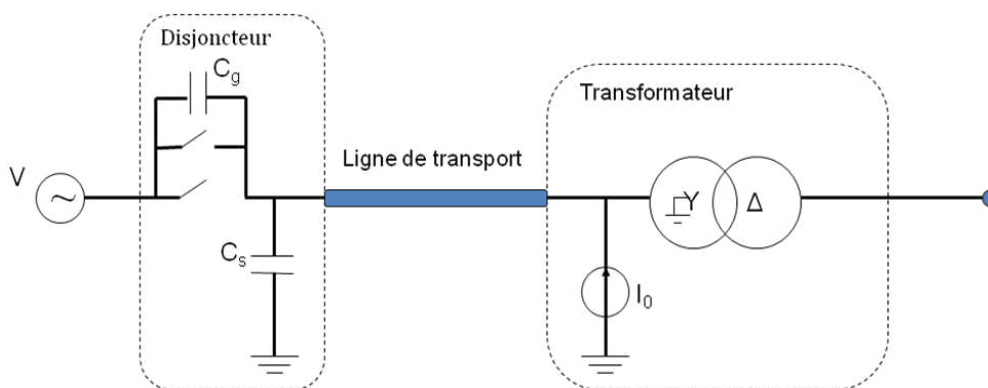 Disjoncteur
Cg
Transformateur
Ligne de transport
V
Y
Δ
Cs
I0